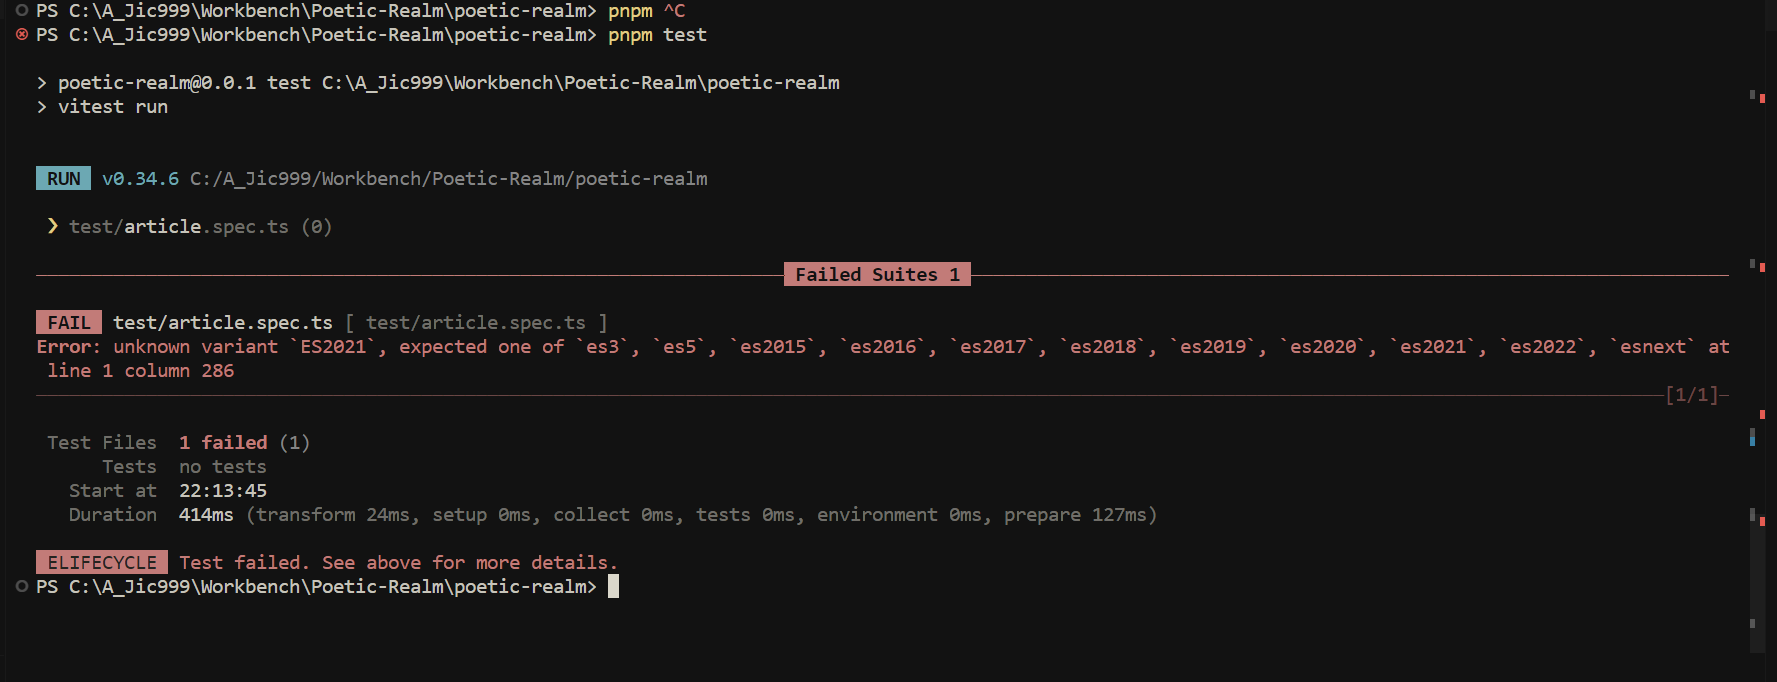 PS C:\A_Jic999\Workbench\Poetic-Realm\poetic-realm> pnpm ^C
PS C:\A_Jic999\Workbench\Poetic-Realm\poetic-realm> pnpm test
> poetic-realm@0.0.1 test C:\A_Jic999\Workbench\Poetic-Realm\poetic-realm
> vitest run
RUN v0.34.6 C:/A_Jic999/Workbench/Poetic-Realm/poetic-realm
❯ test/article.spec.ts (0)
Failed Suites 1
FAIL test/article.spec.ts [ test/article.spec.ts ]
Error: unknown variant `ES2021`, expected one of `es3`, `es5`, `es2015`, `es2016`, `es2017`, `es2018`, `es2019`, `es2020`, `es2021`, `es2022`, `esnext` at
line 1 column 286
[1/1]
Test Files 1 failed (1)
Tests no tests
Start at 22:13:45
Duration 414ms (transform 24ms, setup 0ms, collect 0ms, tests 0ms, environment 0ms, prepare 127ms)
ELIFECYCLE Test failed. See above for more details.
PS C:\A_Jic999\Workbench\Poetic-Realm\poetic-realm>